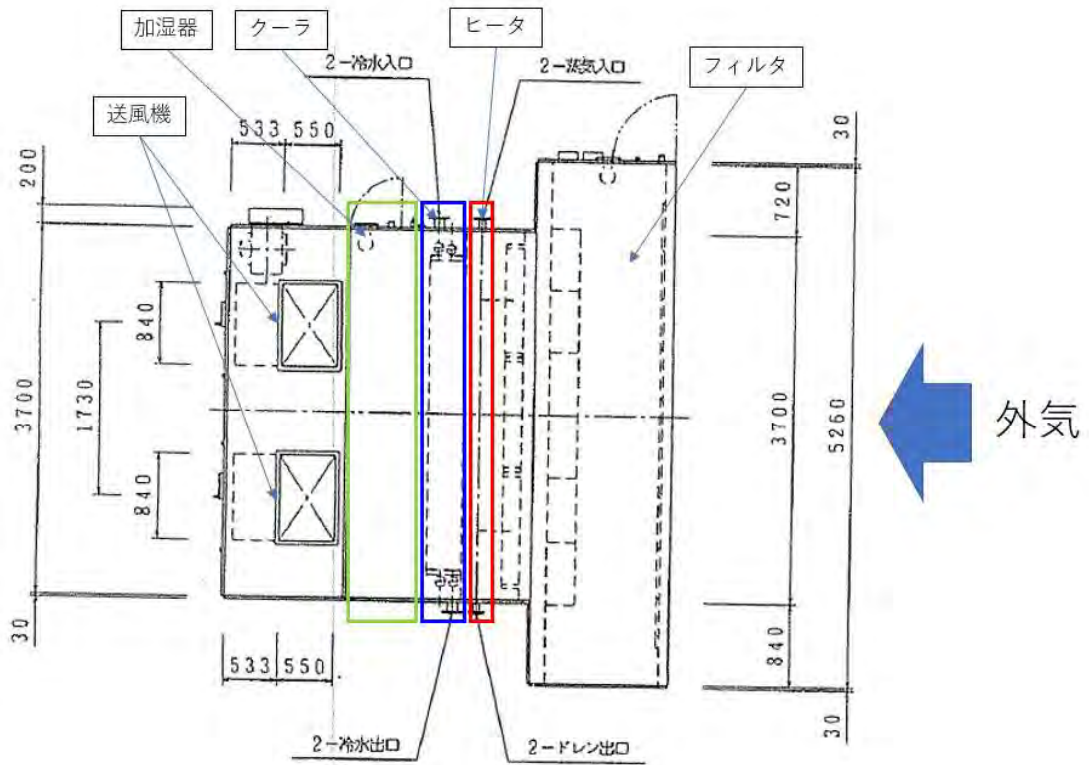 加湿器
クーラ
ヒータ
フィルタ
送風機
2-冷水入口
2-蒸気入口
533
550
200
30
720
840
1730
3700
840
3700
5260
外気
30
533
550
840
30
2-冷水出口
2-ドレン出口